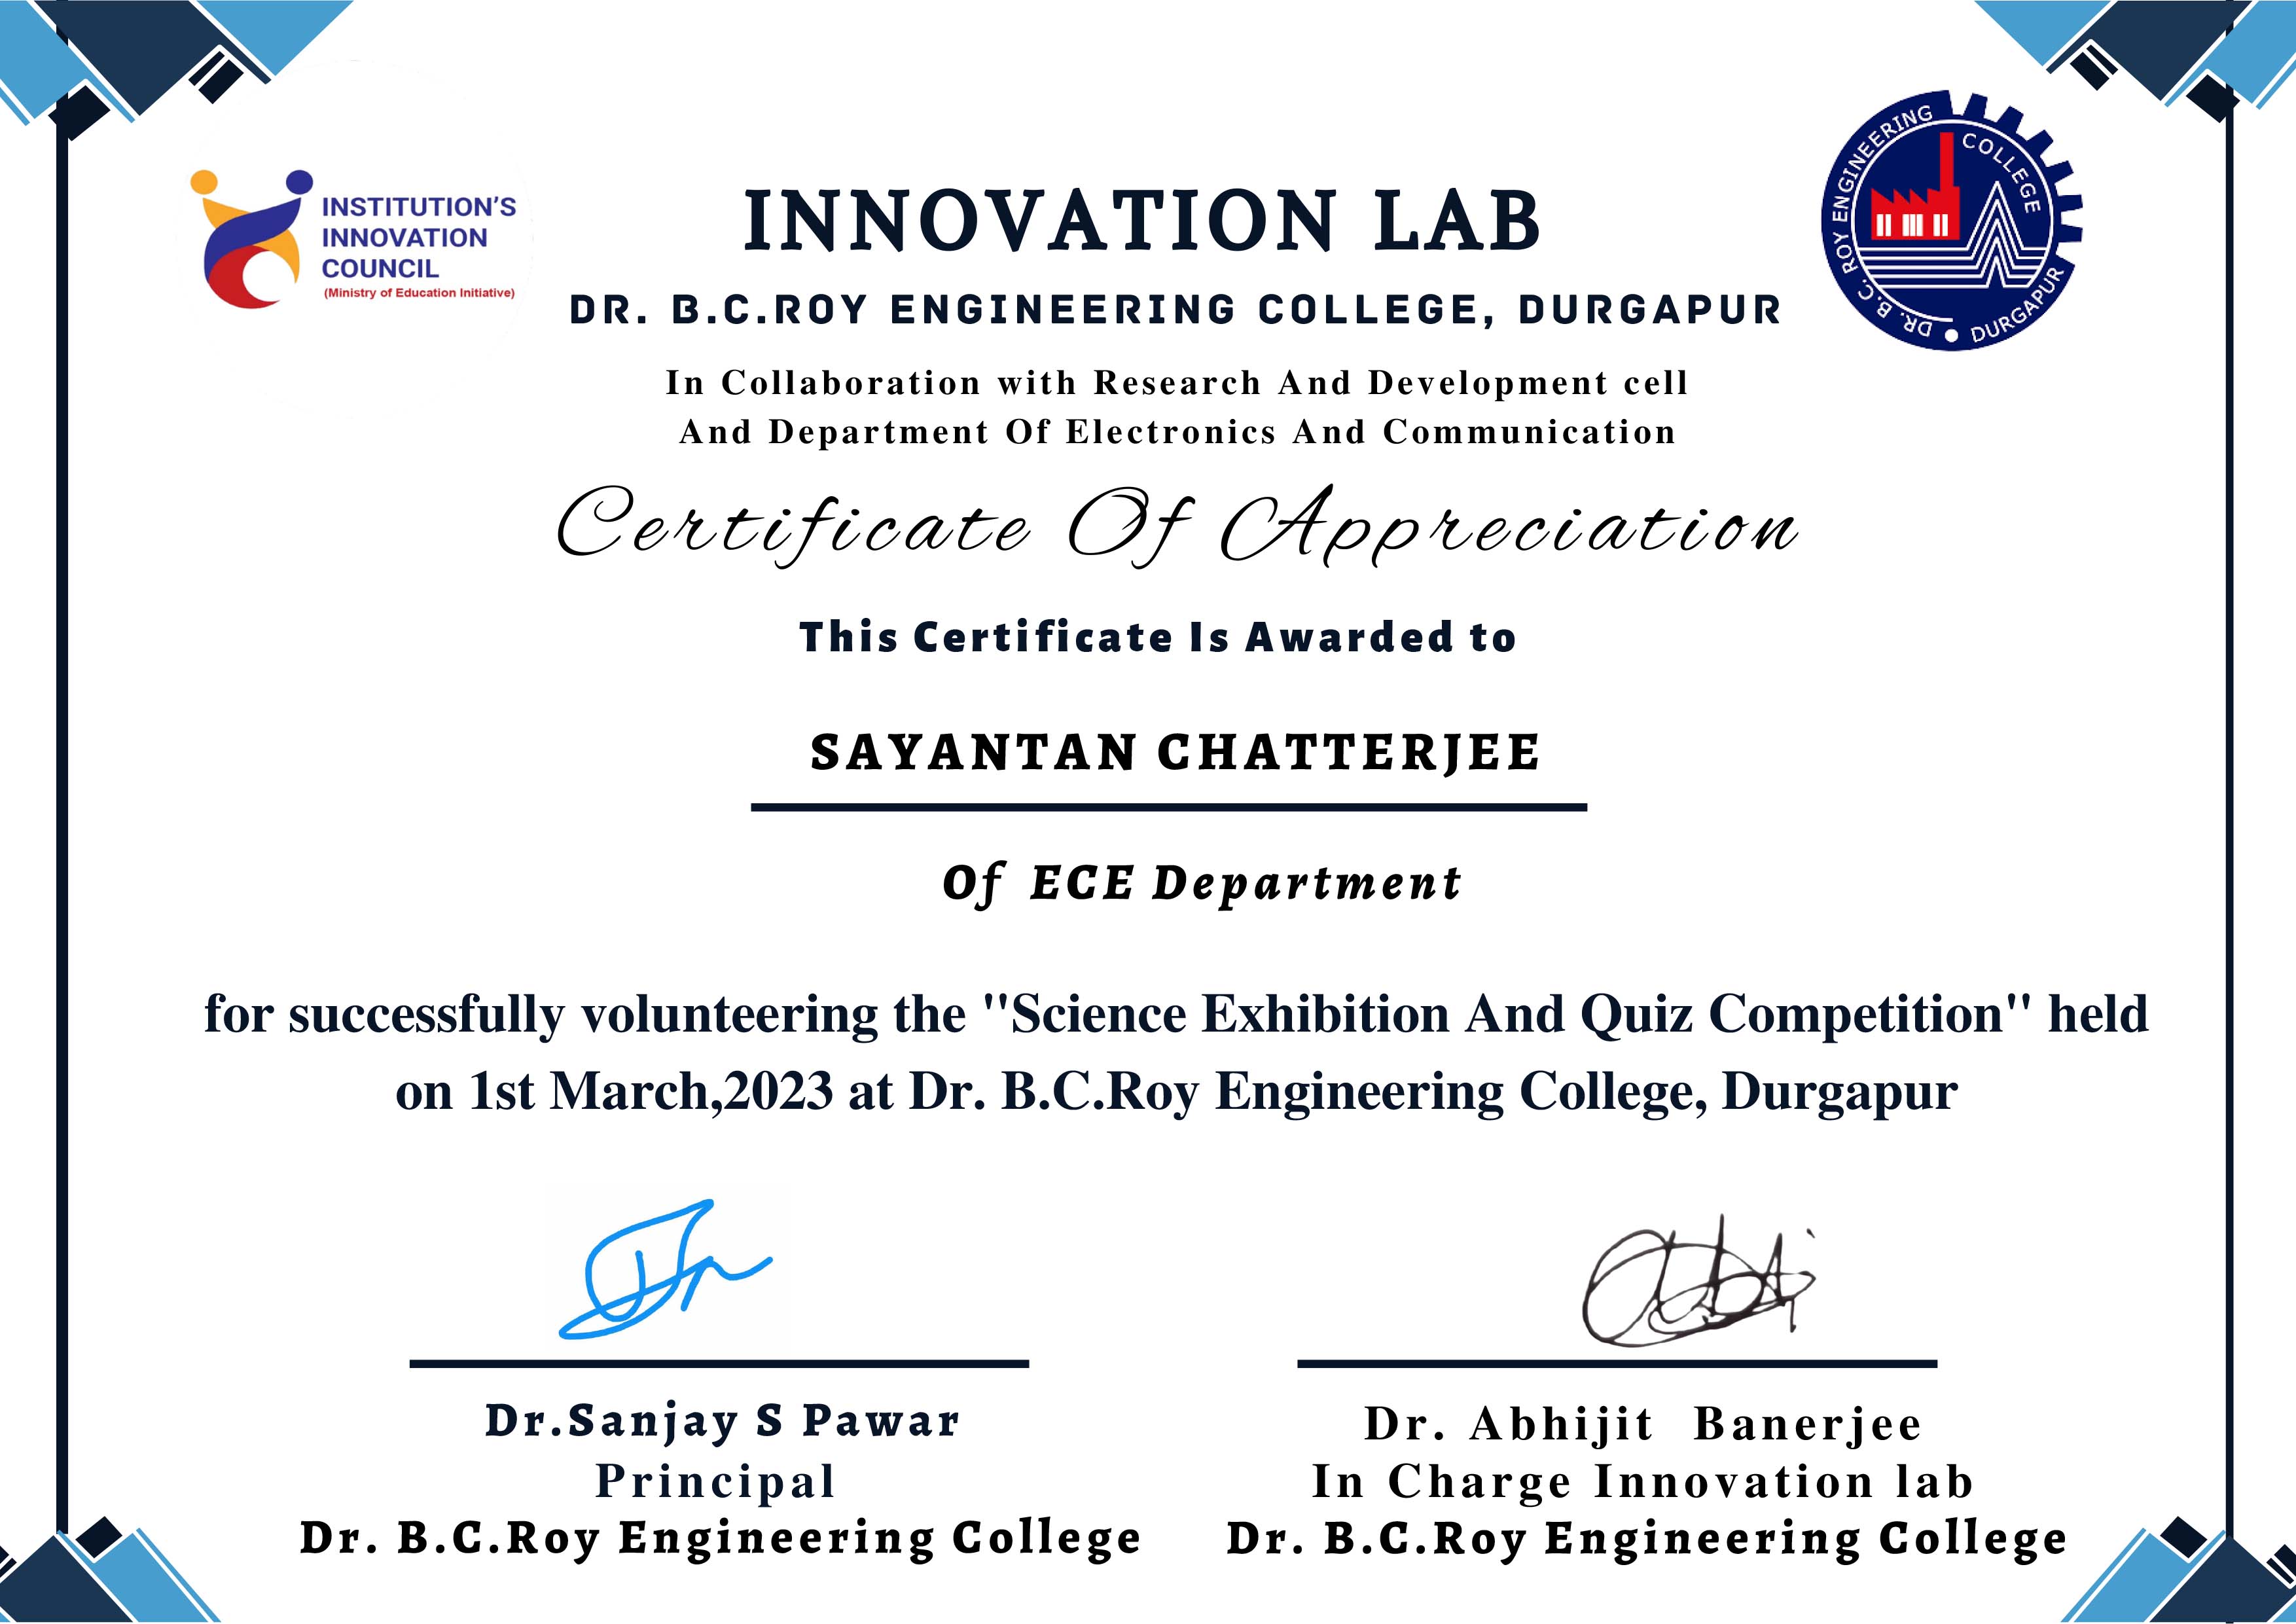 INSTITUTION'S
INNOVATION
COUNCIL
(Ministry of Education Initiative)
INNOVATION LAB
DR. B.C.ROY ENGINEERING COLLEGE, DURGAPUR
DR. B.C. ROY ENGINEERING COLLEGE
DURGAPUR
In Collaboration with Research And Development cell
And Department Of Electronics And Communication
Certificate Of Appreciation
This Certificate Is Awarded to
SAYANTAN CHATTERJEE
Of ECE Department
for successfully volunteering the "Science Exhibition And Quiz Competition" held
on 1st March,2023 at Dr. B.C.Roy Engineering College, Durgapur
Dr.Sanjay S Pawar
Principal
Dr. B.C.Roy Engineering College
Dr. Abhijit Banerjee
In Charge Innovation lab
Dr. B.C.Roy Engineering College